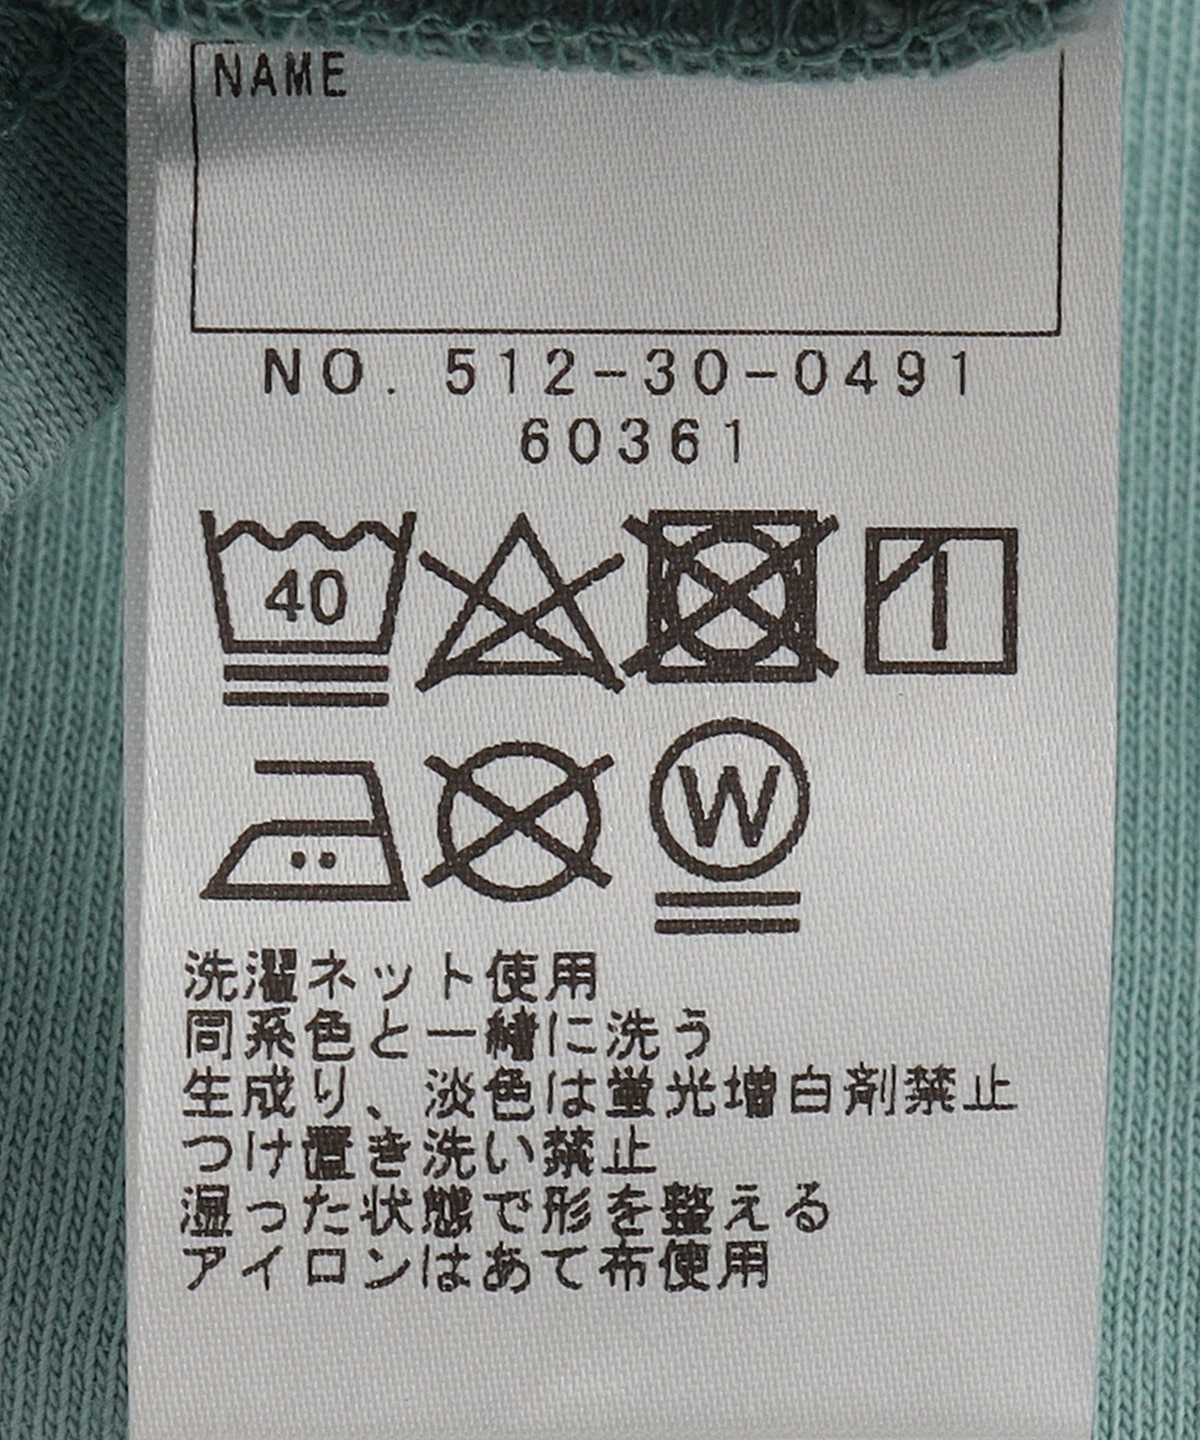 NAME
NO. 512-30-0491
60361
40
W
洗濯ネット使用
同系色と一緒に洗う
生成り、淡色は蛍光増白剤禁止
つけ置き洗い禁止
湿った状態で形を整える
アイロンはあて布使用